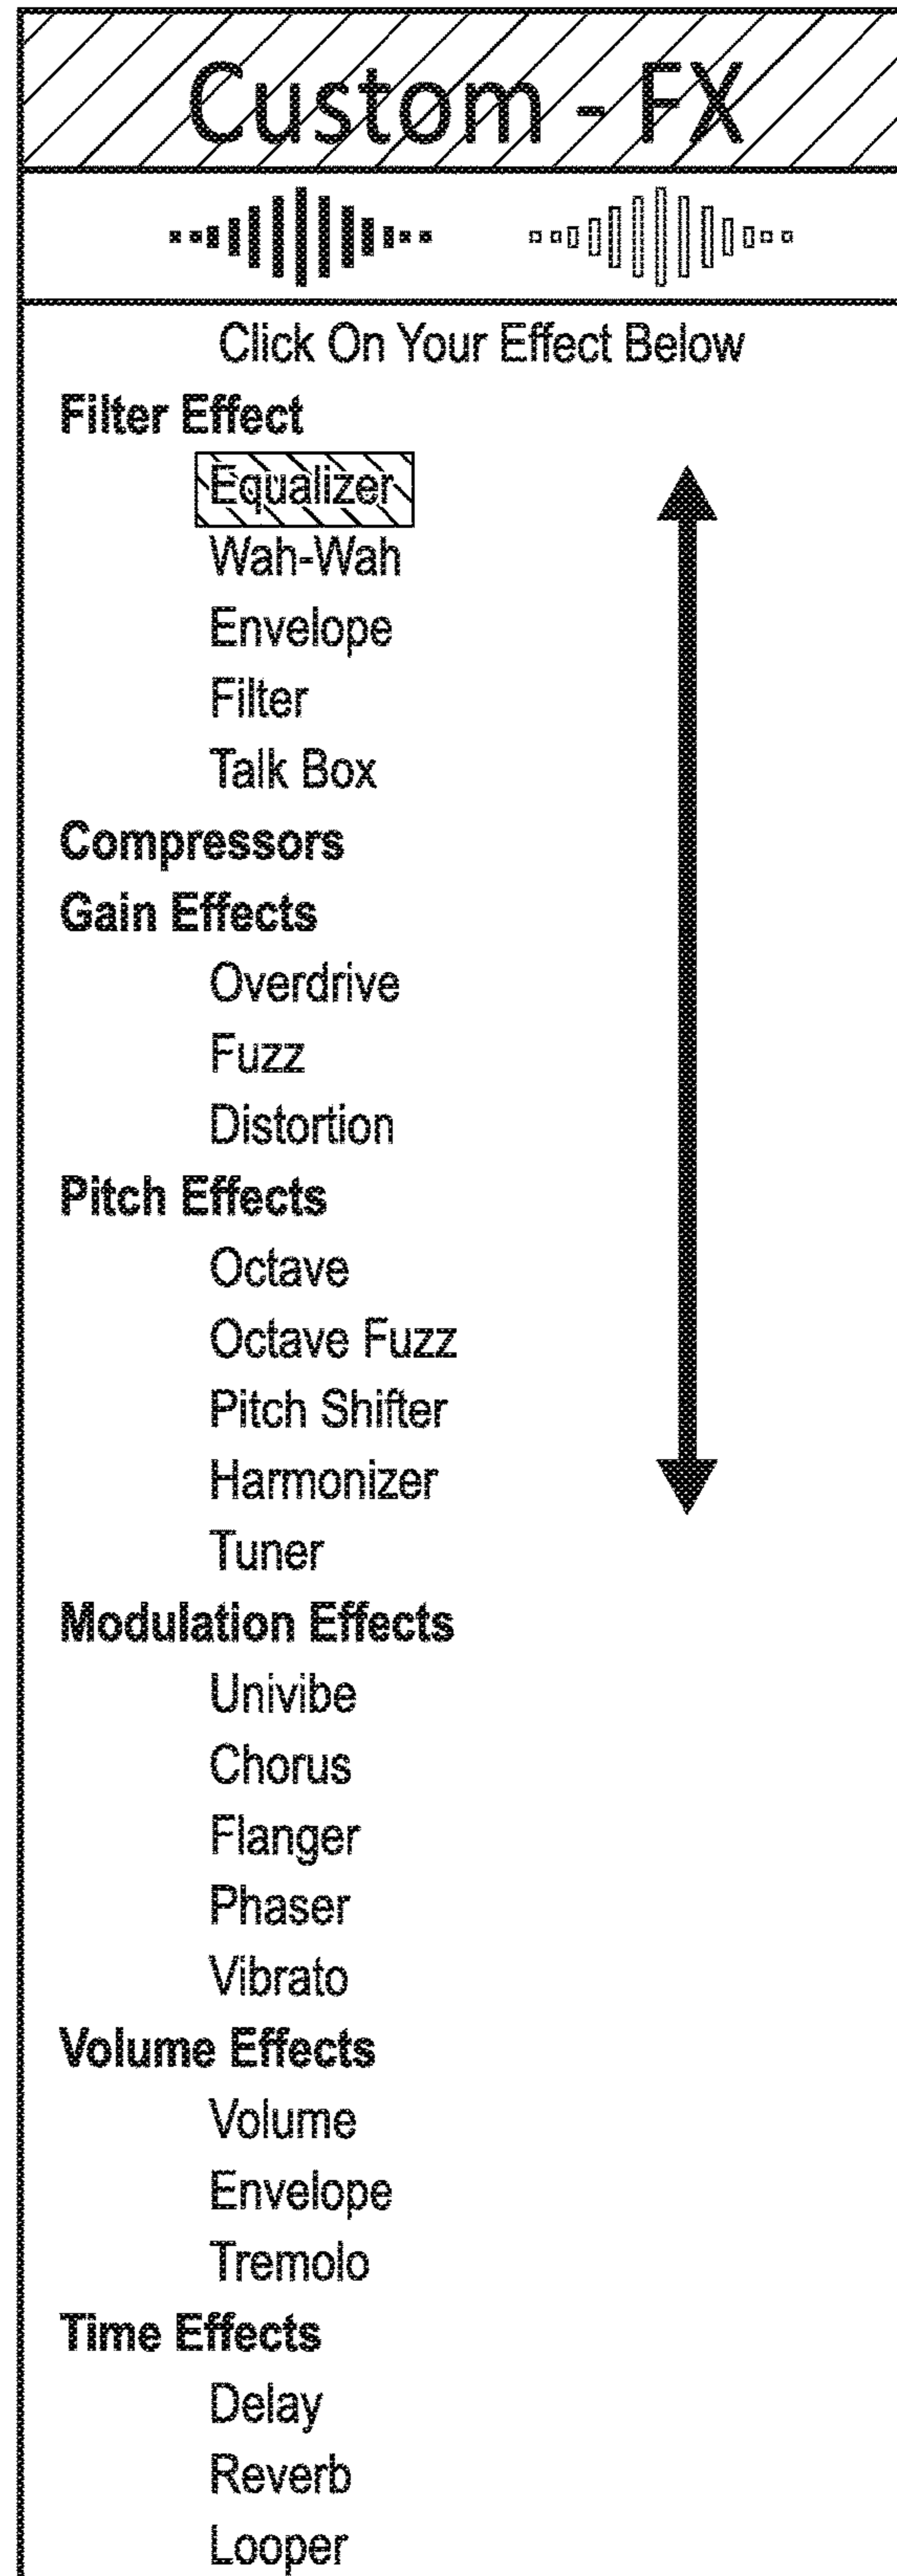 Custom - FX
Click On Your Effect Below
Filter Effect
Equalizer
Wah-Wah
Envelope
Filter
Talk Box
Compressors
Gain Effects
Overdrive
Fuzz
Distortion
Pitch Effects
Octave
Octave Fuzz
Pitch Shifter
Harmonizer
Tuner
Modulation Effects
Univibe
Chorus
Flanger
Phaser
Vibrato
Volume Effects
Volume
Envelope
Tremolo
Time Effects
Delay
Reverb
Looper